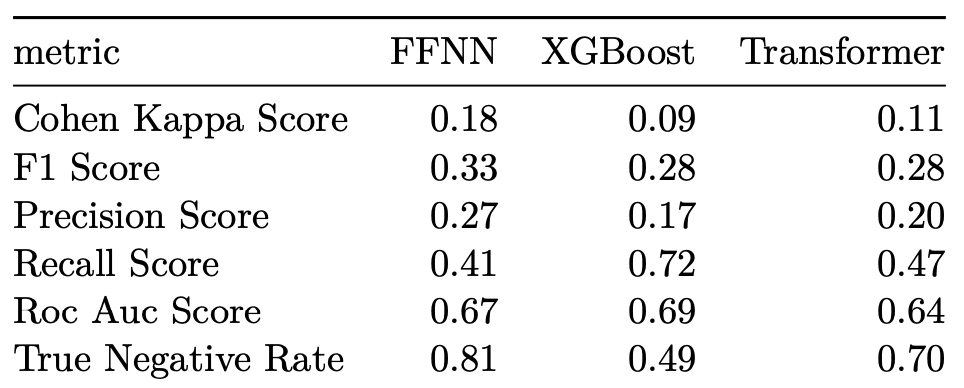 metric FFNN XGBoost Transformer
Cohen Kappa Score 0.18 0.09 0.11
F1 Score 0.33 0.28 0.28
Precision Score 0.27 0.17 0.20
Recall Score 0.41 0.72 0.47
Roc Auc Score 0.67 0.69 0.64
True Negative Rate 0.81 0.49 0.70